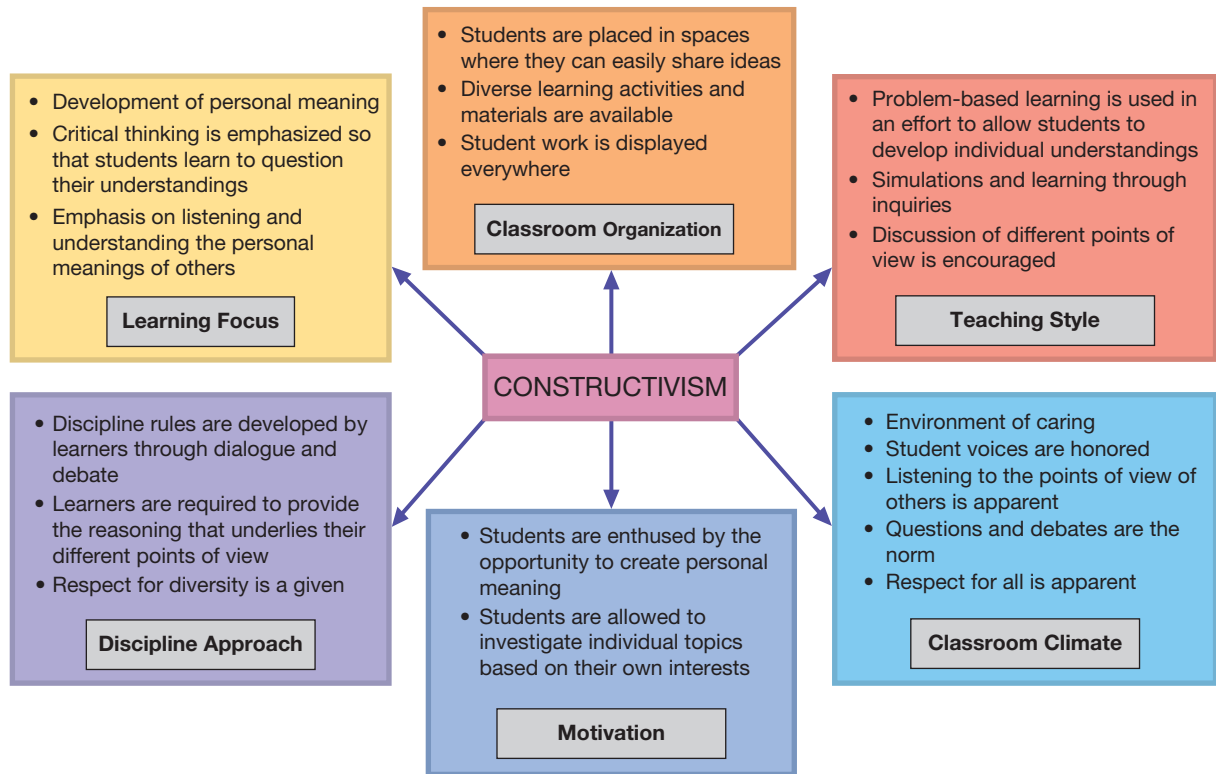 • Development of personal meaning
• Critical thinking is emphasized so
that students learn to question
their understandings
• Emphasis on listening and
understanding the personal
meanings of others
Learning Focus
• Students are placed in spaces
where they can easily share ideas
• Diverse learning activities and
materials are available
• Student work is displayed
everywhere
Classroom Organization
• Problem-based learning is used in
an effort to allow students to
develop individual understandings
• Simulations and learning through
inquiries
• Discussion of different points of
view is encouraged
Teaching Style
CONSTRUCTIVISM
• Discipline rules are developed by
learners through dialogue and
debate
• Learners are required to provide
the reasoning that underlies their
different points of view
• Respect for diversity is a given
Discipline Approach
• Students are enthused by the
opportunity to create personal
meaning
• Students are allowed to
investigate individual topics
based on their own interests
Motivation
• Environment of caring
• Student voices are honored
• Listening to the points of view of
others is apparent
• Questions and debates are the
norm
• Respect for all is apparent
Classroom Climate